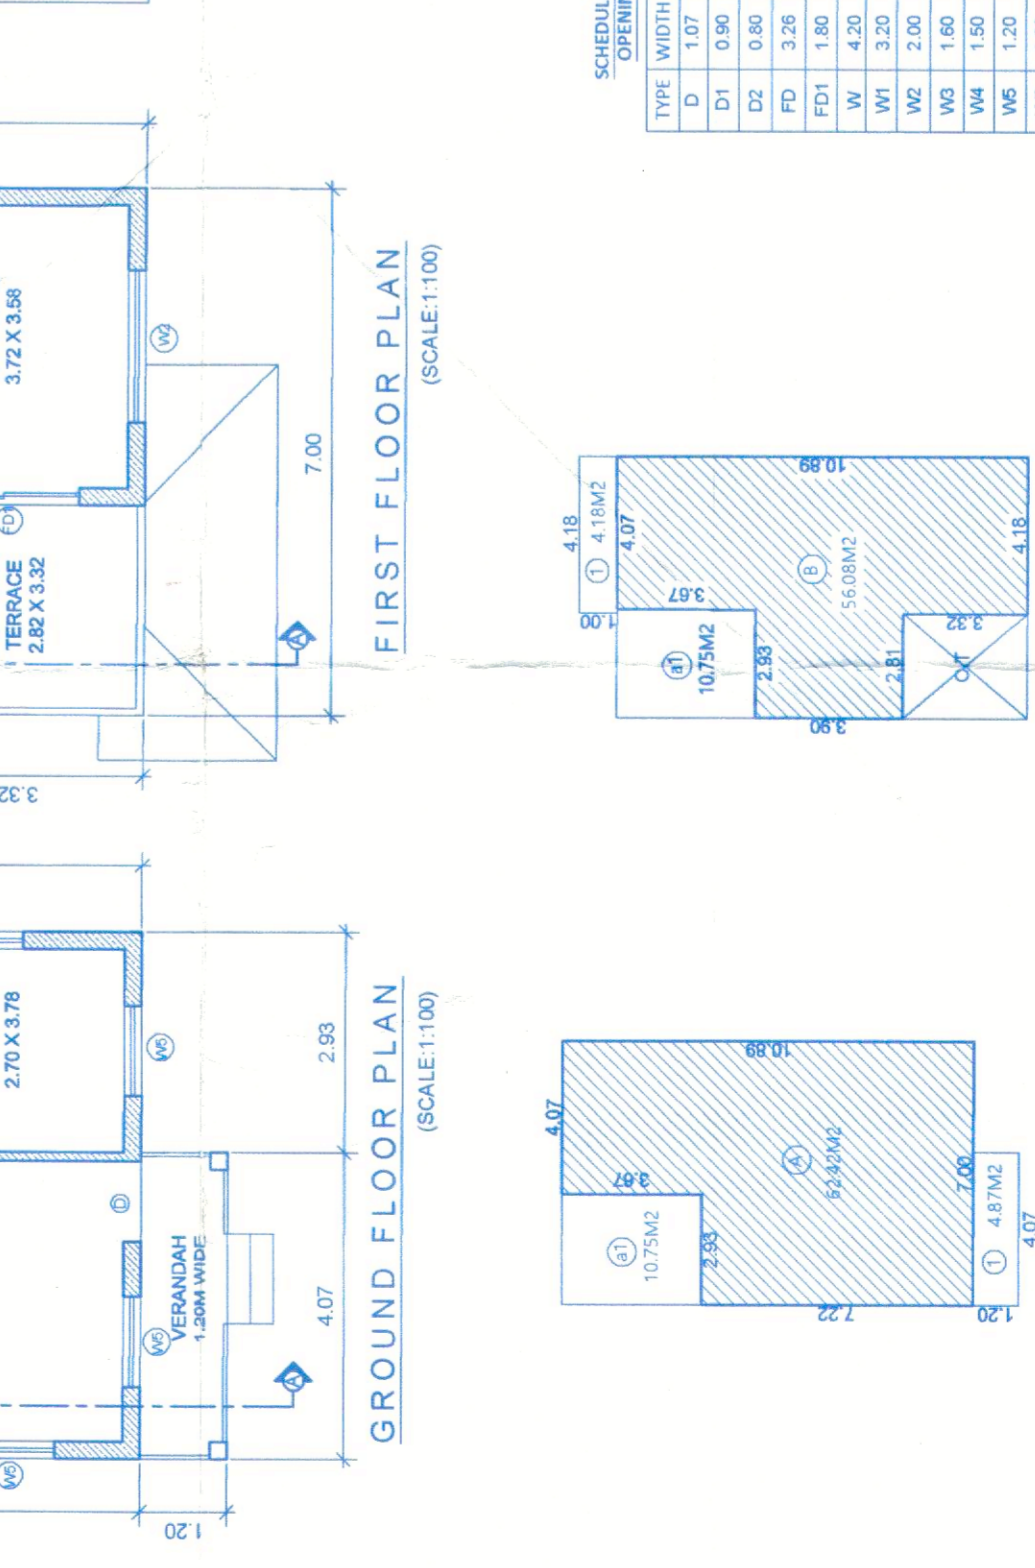 2.70 X 3.78
W5
D
W5
W5
VERANDAH
1.20M WIDE
1.20
4.07
2.93
A
GROUND FLOOR PLAN
(SCALE:1:100)
3.32
TERRACE
2.82 X 3.32
FD1
3.72 X 3.58
W2
A
7.00
FIRST FLOOR PLAN
(SCALE:1:100)
4.07
a1
10.75M2
3.67
2.93
10.89
A
62.42M2
7.22
7.00
1.20
1
4.87M2
4.07
4.18
1
4.18M2
1.00
4.07
a1
10.75M2
3.67
2.93
10.89
B
56.08M2
3.90
2.81
O/T
3.32
4.18
SCHEDUL
OPENIN
TYPE WIDTH
D 1.07
D1 0.90
D2 0.80
FD 3.26
FD1 1.80
W 4.20
W1 3.20
W2 2.00
W3 1.60
W4 1.50
W5 1.20